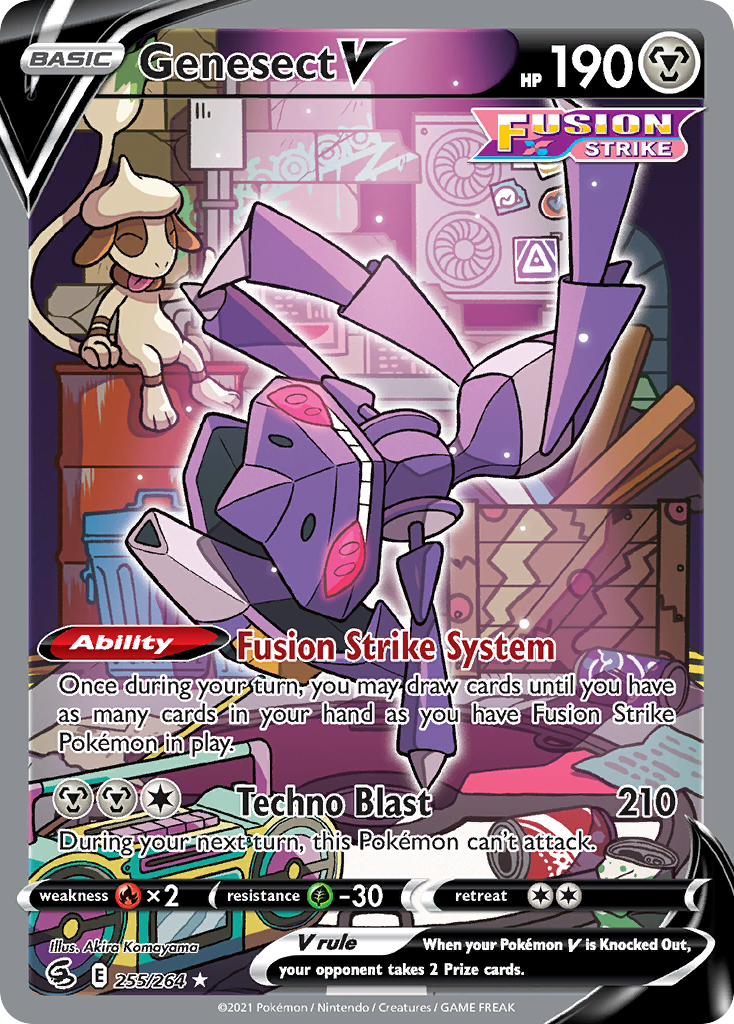 BASIC Genesect V HP 190
FUSION
STRIKE
Ability Fusion Strike System
Once during your turn, you may draw cards until you have
as many cards in your hand as you have Fusion Strike
Pokémon in play.
Techno Blast 210
During your next turn, this Pokémon can't attack.
weakness ×2 resistance -30 retreat
Illus. Akira Komayama
V rule When your Pokémon V is Knocked Out,
your opponent takes 2 Prize cards.
E 255/264
©2021 Pokémon / Nintendo / Creatures / GAME FREAK